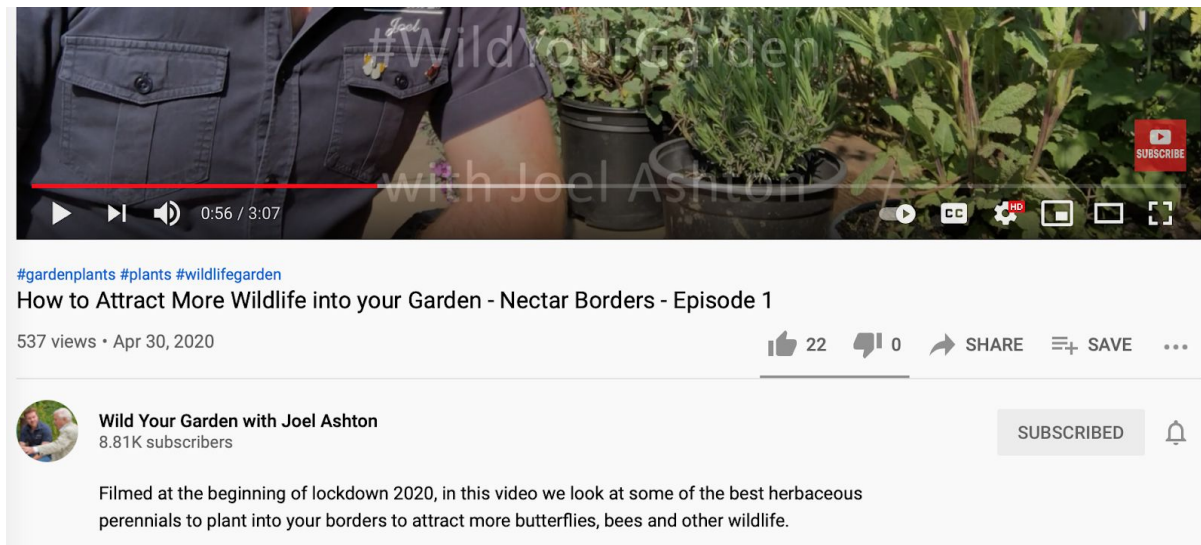 Joel
#WildYourGarden
SUBSCRIBE
with Joel Ashton
0:56 / 3:07
CC
HD
#gardenplants #plants #wildlifegarden
How to Attract More Wildlife into your Garden - Nectar Borders - Episode 1
537 views • Apr 30, 2020
22
0
SHARE
SAVE
Wild Your Garden with Joel Ashton
8.81K subscribers
SUBSCRIBED
Filmed at the beginning of lockdown 2020, in this video we look at some of the best herbaceous
perennials to plant into your borders to attract more butterflies, bees and other wildlife.